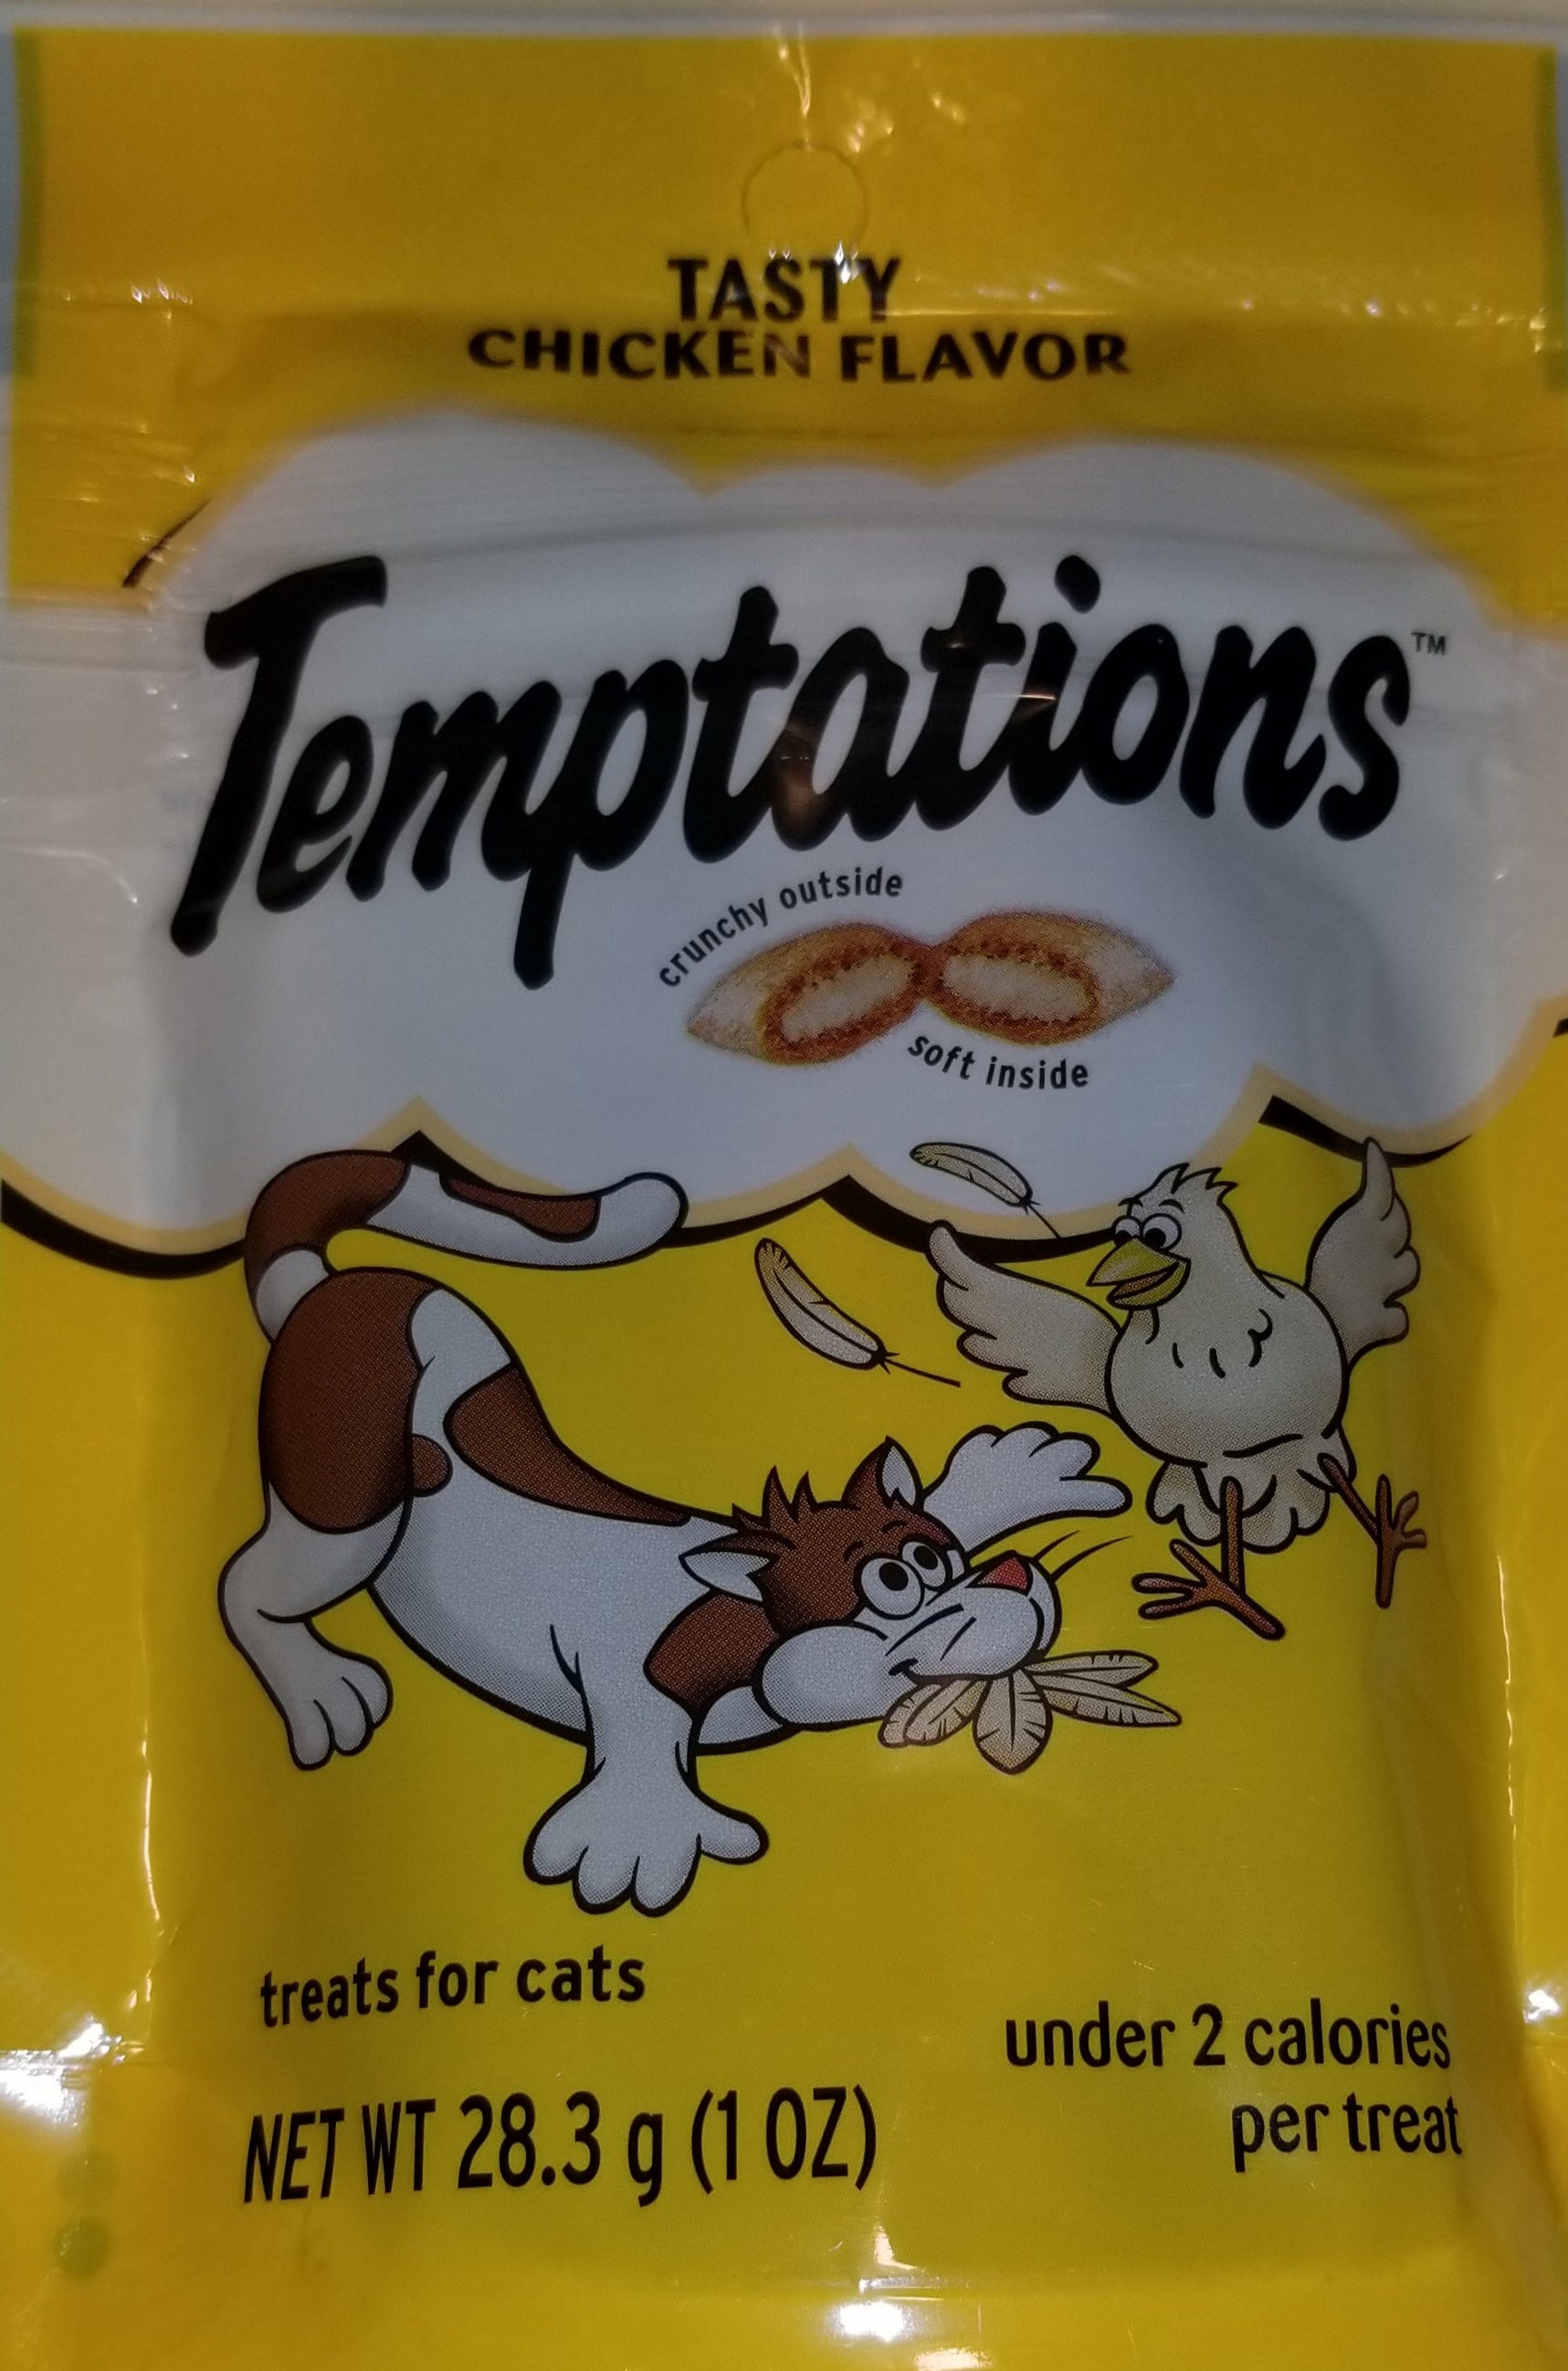 TASTY
CHICKEN FLAVOR
Temptations™
crunchy outside
soft inside
treats for cats
under 2 calories
per treat
NET WT 28.3 g (1 OZ)